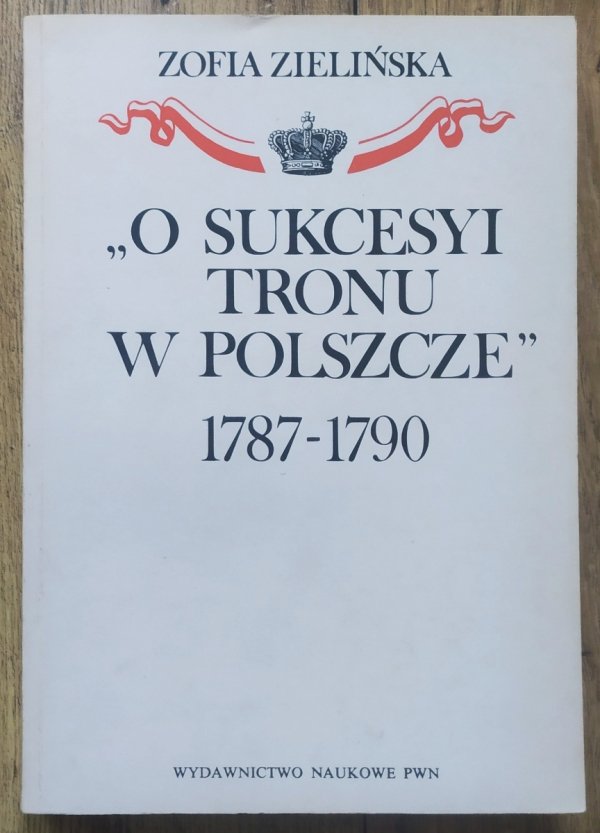 ZOFIA ZIELIŃSKA
„O SUKCESYI
TRONU
W POLSZCZE”
1787-1790
WYDAWNICTWO NAUKOWE PWN